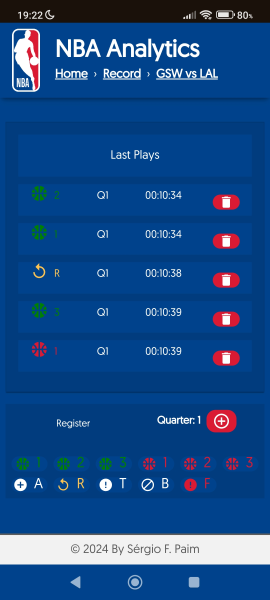 19:22 80%
NBA Analytics
NBA
Home › Record › GSW vs LAL
Last Plays
2 Q1 00:10:34
1 Q1 00:10:34
R Q1 00:10:38
3 Q1 00:10:39
1 Q1 00:10:39
Register Quarter: 1
1 2 3 1 2 3
A R T B F
© 2024 By Sérgio F. Paim